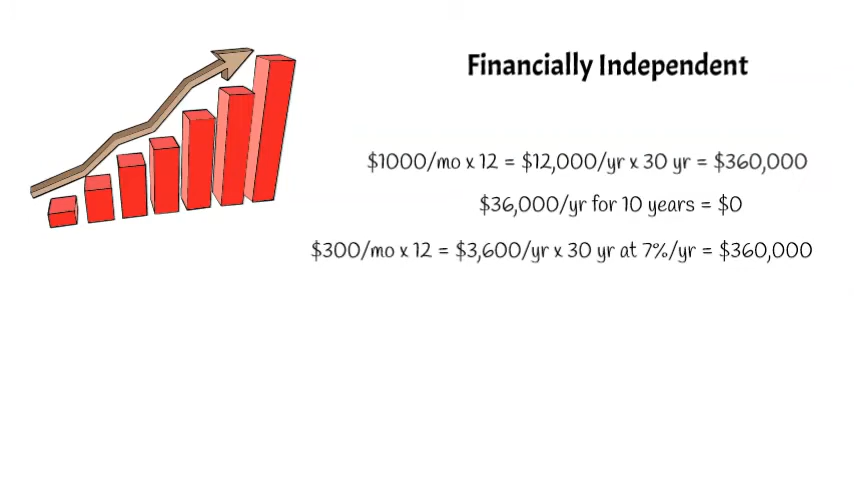 Financially Independent
$1000/mo x 12 = $12,000/yr x 30 yr = $360,000
$36,000/yr for 10 years = $0
$300/mo x 12 = $3,600/yr x 30 yr at 7%/yr = $360,000